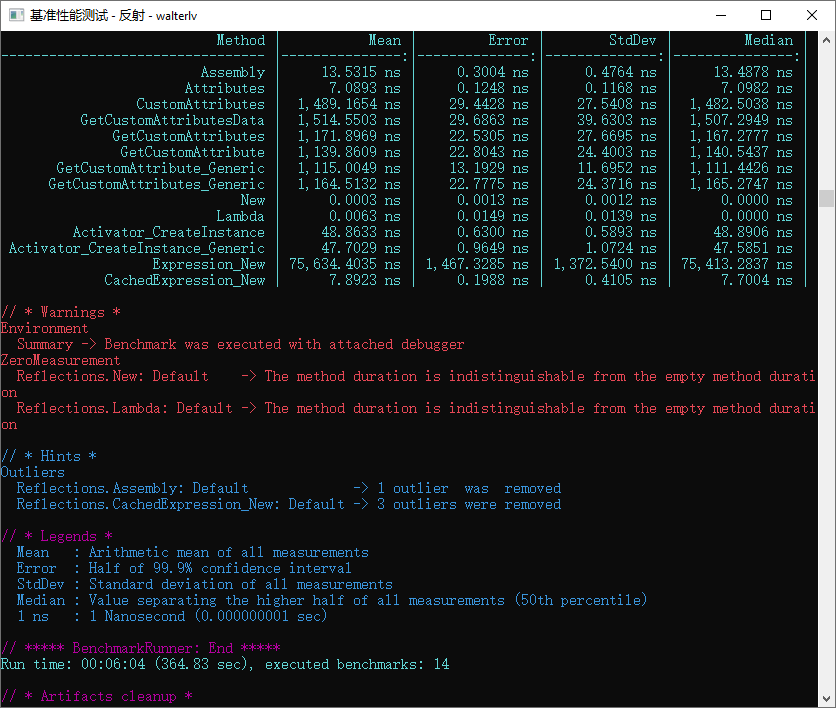 基准性能测试 - 反射 - walterlv
Method | Mean | Error | StdDev | Median |
----------------------------------|----------------:|---------------:|---------------:|----------------:|
Assembly | 13.5315 ns | 0.3004 ns | 0.4764 ns | 13.4878 ns |
Attributes | 7.0893 ns | 0.1248 ns | 0.1168 ns | 7.0982 ns |
CustomAttributes | 1,489.1654 ns | 29.4428 ns | 27.5408 ns | 1,482.5038 ns |
GetCustomAttributesData | 1,514.5503 ns | 29.6863 ns | 39.6303 ns | 1,507.2949 ns |
GetCustomAttributes | 1,171.8969 ns | 22.5305 ns | 27.6695 ns | 1,167.2777 ns |
GetCustomAttribute | 1,139.8609 ns | 22.8043 ns | 24.4003 ns | 1,140.5437 ns |
GetCustomAttribute_Generic | 1,115.0049 ns | 13.1929 ns | 11.6952 ns | 1,111.4426 ns |
GetCustomAttributes_Generic | 1,164.5132 ns | 22.7775 ns | 24.3716 ns | 1,165.2747 ns |
New | 0.0003 ns | 0.0013 ns | 0.0012 ns | 0.0000 ns |
Lambda | 0.0063 ns | 0.0149 ns | 0.0139 ns | 0.0000 ns |
Activator_CreateInstance | 48.8633 ns | 0.6300 ns | 0.5893 ns | 48.8906 ns |
Activator_CreateInstance_Generic | 47.7029 ns | 0.9649 ns | 1.0724 ns | 47.5851 ns |
Expression_New | 75,634.4035 ns | 1,467.3285 ns | 1,372.5400 ns | 75,413.2837 ns |
CachedExpression_New | 7.8923 ns | 0.1988 ns | 0.4105 ns | 7.7004 ns |
// * Warnings *
Environment
Summary -> Benchmark was executed with attached debugger
ZeroMeasurement
Reflections.New: Default    -> The method duration is indistinguishable from the empty method durati
on
Reflections.Lambda: Default -> The method duration is indistinguishable from the empty method durati
on
// * Hints *
Outliers
Reflections.Assembly: Default             -> 1 outlier  was  removed
Reflections.CachedExpression_New: Default -> 3 outliers were removed
// * Legends *
Mean   : Arithmetic mean of all measurements
Error  : Half of 99.9% confidence interval
StdDev : Standard deviation of all measurements
Median : Value separating the higher half of all measurements (50th percentile)
1 ns   : 1 Nanosecond (0.000000001 sec)
// ***** BenchmarkRunner: End *****
Run time: 00:06:04 (364.83 sec), executed benchmarks: 14
// * Artifacts cleanup *